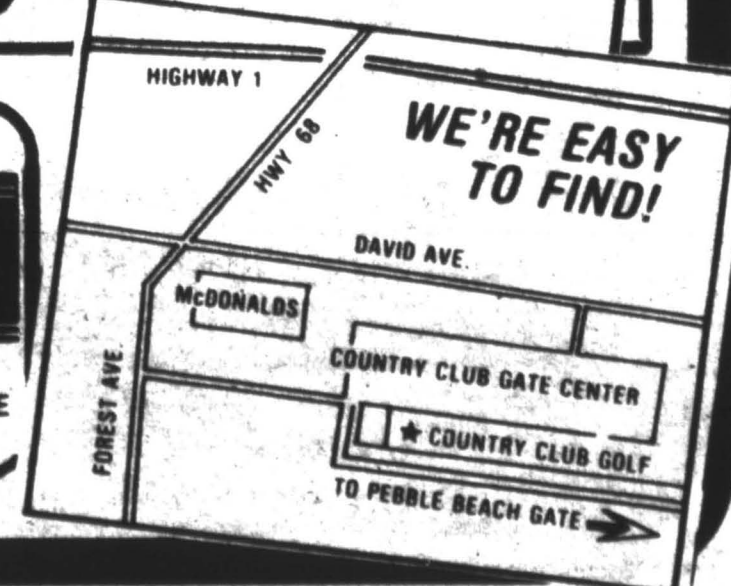 HIGHWAY 1
HWY 68
WE'RE EASY
TO FIND!
DAVID AVE.
McDONALDS
COUNTRY CLUB GATE CENTER
FOREST AVE.
★ COUNTRY CLUB GOLF
TO PEBBLE BEACH GATE